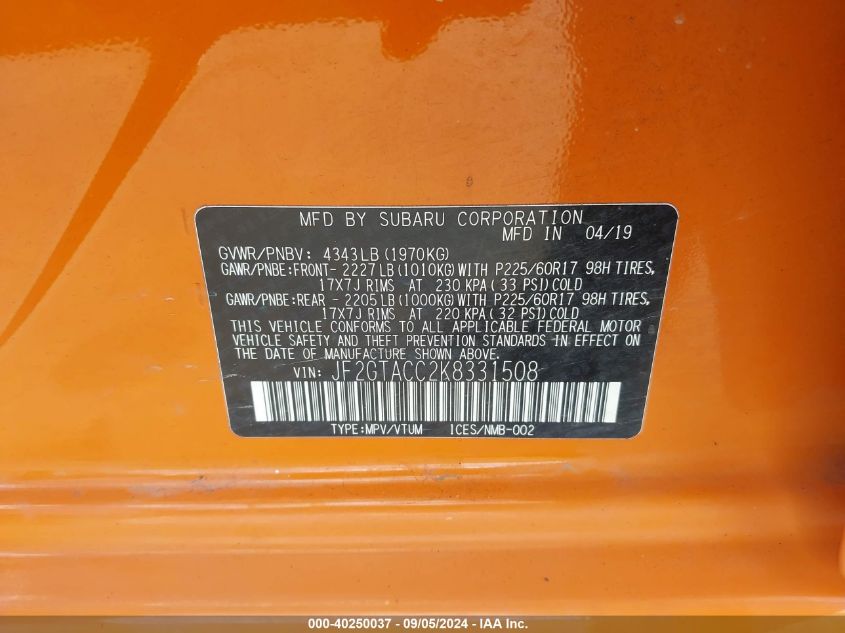 MFD BY SUBARU CORPORATION
MFD IN 04/19
GVWR/PNBV: 4343LB (1970KG)
GAWR/PNBE:FRONT- 2227LB (1010KG) WITH P225/60R17 98H TIRES,
17X7J RIMS AT 230 KPA (33 PSI) COLD
GAWR/PNBE:REAR - 2205LB (1000KG) WITH P225/60R17 98H TIRES,
17X7J RIMS AT 220 KPA (32 PSI) COLD
THIS VEHICLE CONFORMS TO ALL APPLICABLE FEDERAL MOTOR
VEHICLE SAFETY AND THEFT PREVENTION STANDARDS IN EFFECT ON THE DATE
OF MANUFACTURE SHOWN ABOVE.
VIN: JF2GTACC2K8331508
TYPE:MPV/VTUM ICES/NMB-002
000-40250037 - 09/05/2024 - IAA Inc.